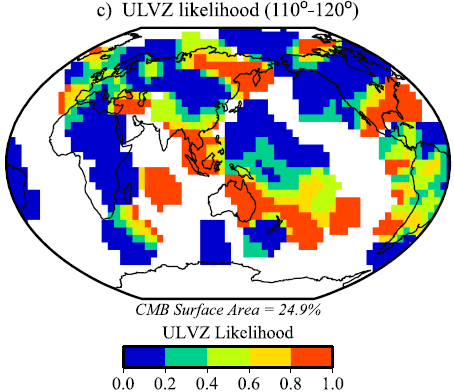 c) ULVZ likelihood (110°-120°)
CMB Surface Area = 24.9%
ULVZ Likelihood
0.0 0.2 0.4 0.6 0.8 1.0